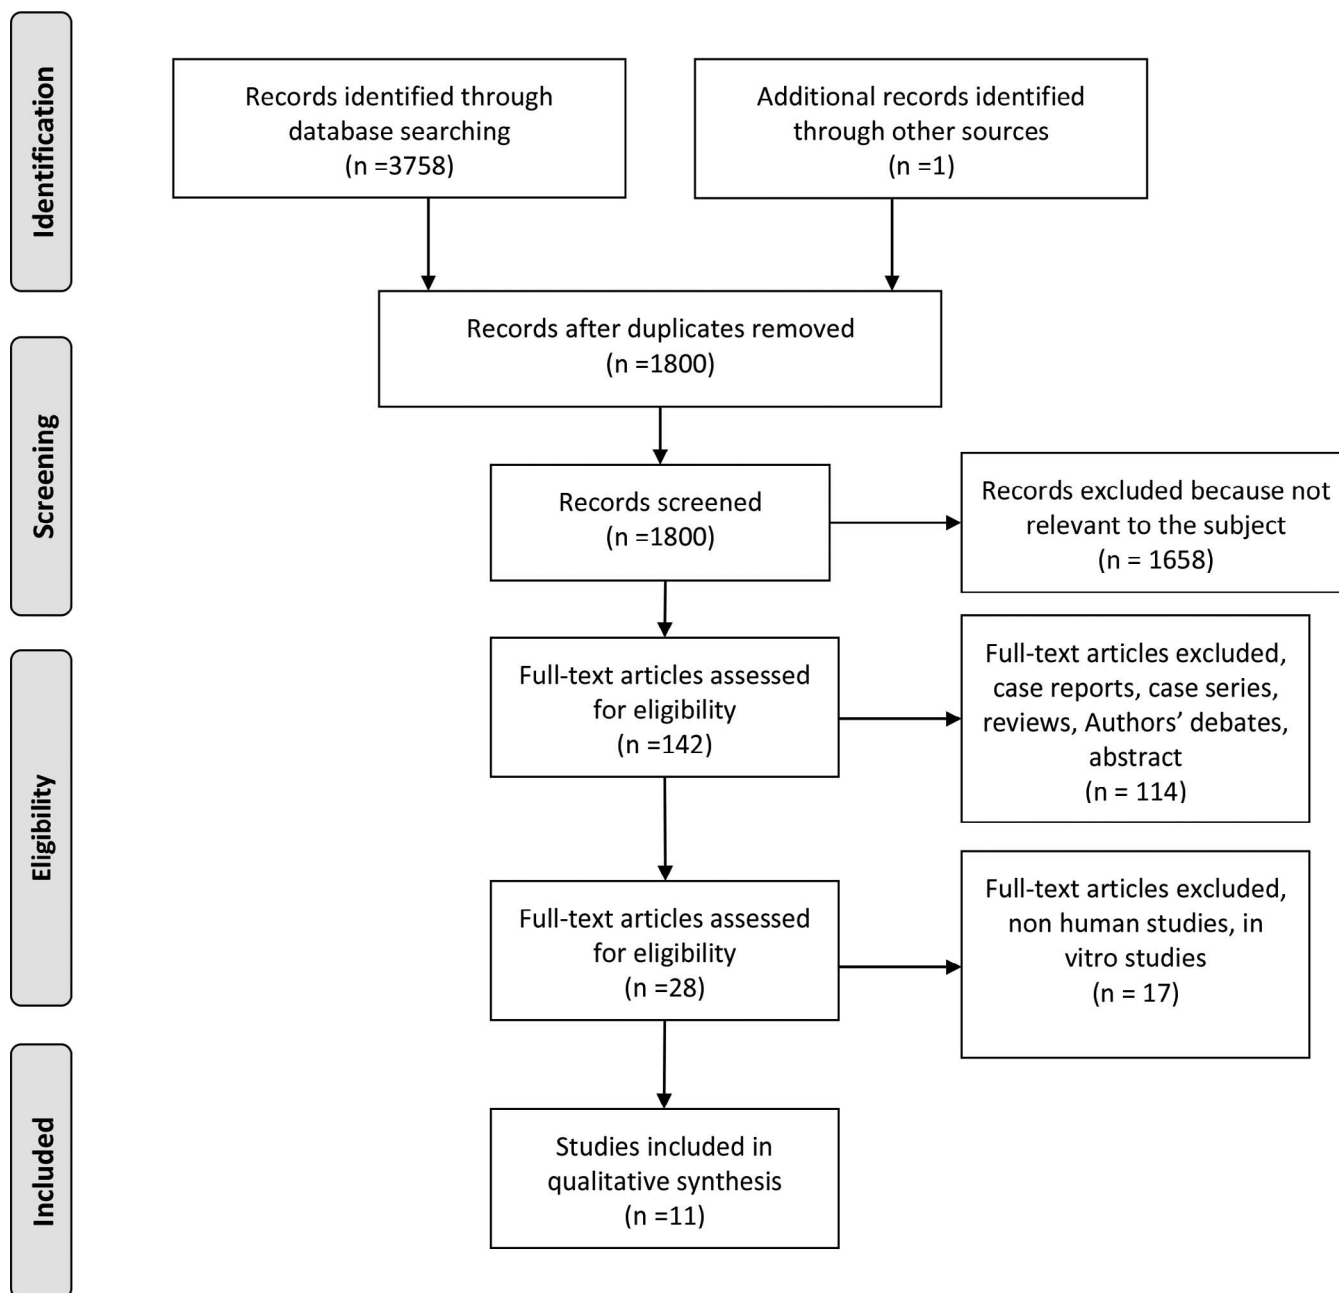 Identification
Records identified through
database searching
(n =3758)
Additional records identified
through other sources
(n =1)
Records after duplicates removed
(n =1800)
Screening
Records screened
(n =1800)
Records excluded because not
relevant to the subject
(n = 1658)
Eligibility
Full-text articles assessed
for eligibility
(n =142)
Full-text articles excluded,
case reports, case series,
reviews, Authors’ debates,
abstract
(n = 114)
Full-text articles assessed
for eligibility
(n =28)
Full-text articles excluded,
non human studies, in
vitro studies
(n = 17)
Included
Studies included in
qualitative synthesis
(n =11)